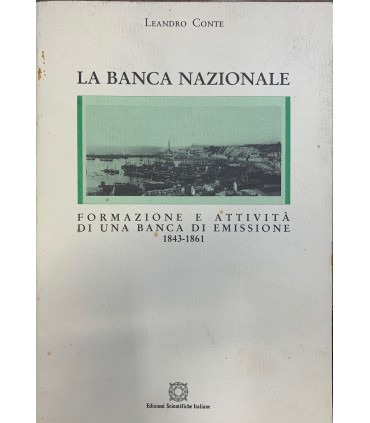 Leandro Conte
LA BANCA NAZIONALE
FORMAZIONE E ATTIVITÀ
DI UNA BANCA DI EMISSIONE
1843-1861
Edizioni Scientifiche Italiane